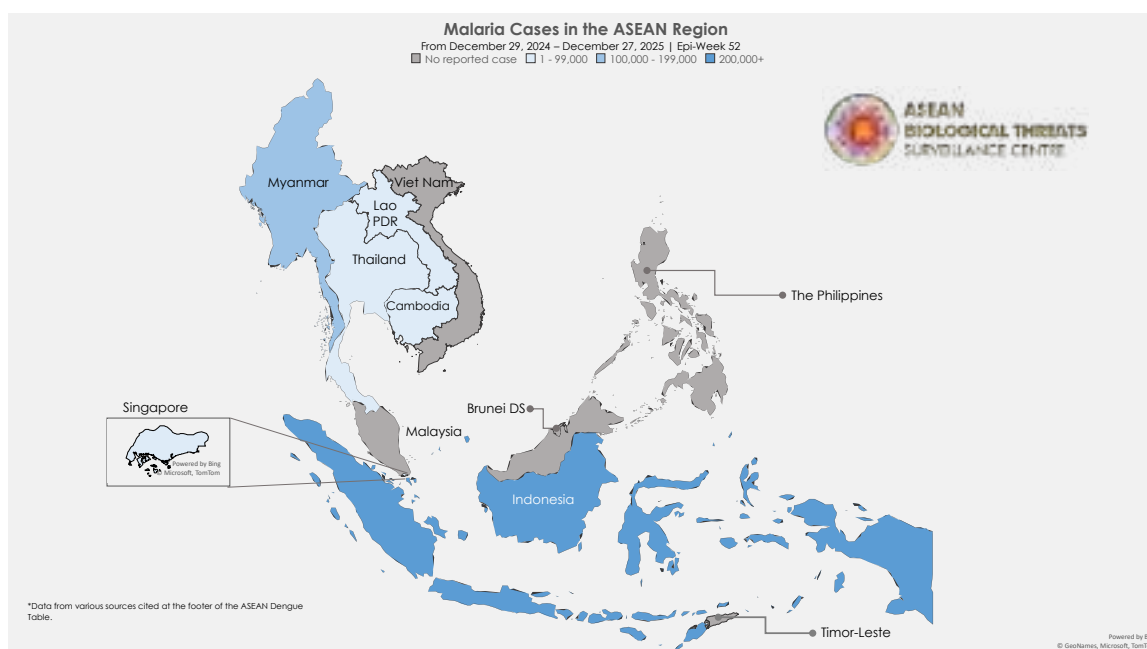 Malaria Cases in the ASEAN Region
From December 29, 2024 – December 27, 2025 | Epi-Week 52
No reported case 1 - 99,000 100,000 - 199,000 200,000+
ASEAN
BIOLOGICAL THREATS
SURVEILLANCE CENTRE
Myanmar
Viet Nam
Lao
PDR
Thailand
Cambodia
The Philippines
Singapore
Brunei DS
Malaysia
Powered by Bing
© Microsoft, TomTom
Indonesia
*Data from various sources cited at the footer of the ASEAN Dengue
Table.
Timor-Leste
Powered by B
© GeoNames, Microsoft, TomT